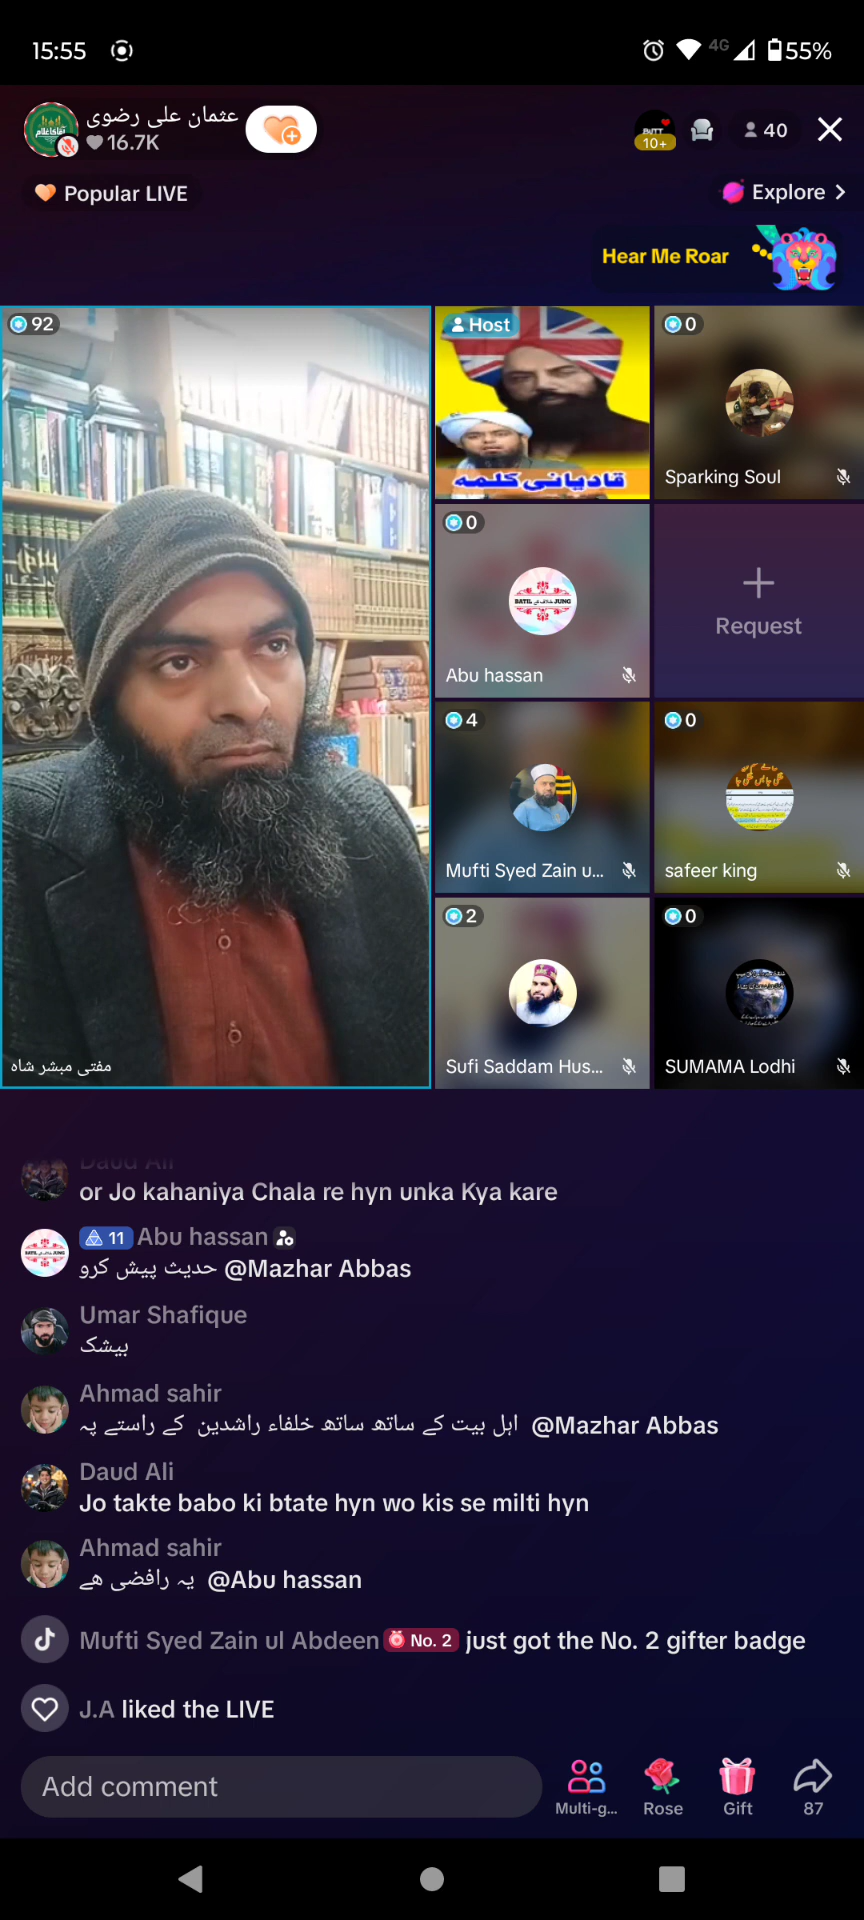 15:55
4G
55%
عثمان علی رضوی
16.7K
10+
40
Popular LIVE
Explore
Hear Me Roar
92
Host
0
قادیانی کلمہ
Sparking Soul
0
BATIL
JUNG
Abu hassan
Request
4
0
Mufti Syed Zain u...
safeer king
2
0
مفتی مبشر شاہ
Sufi Saddam Hus...
SUMAMA Lodhi
Daud Ali
or Jo kahaniya Chala re hyn unka Kya kare
11 Abu hassan
@Mazhar Abbas حدیث پیش کرو
Umar Shafique
بیشک
Ahmad sahir
@Mazhar Abbas اہل بیت کے ساتھ ساتھ خلفاء راشدین کے راستے پہ
Daud Ali
Jo takte babo ki btate hyn wo kis se milti hyn
Ahmad sahir
@Abu hassan یہ رافضی ھے
Mufti Syed Zain ul Abdeen No. 2 just got the No. 2 gifter badge
J.A liked the LIVE
Add comment
Multi-g...
Rose
Gift
87